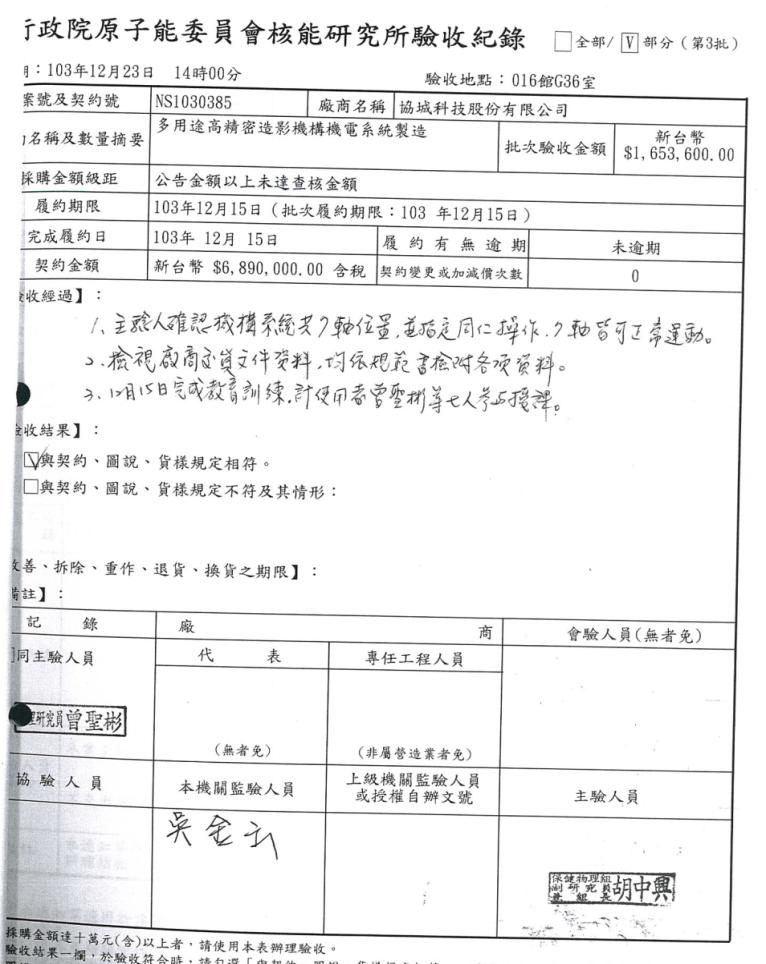 行政院原子能委員會核能研究所驗收紀錄 □全部/ V 部分(第3批)
:103年12月23日 14時00分 驗收地點:016館G36室
案號及契約號 NS1030385 廠商名稱 協城科技股份有限公司
名稱及數量摘要 多用途高精密造影機構機電系統製造 批次驗收金額 新台幣 $1,653,600.00
採購金額級距 公告金額以上未達查核金額
履約期限 103年12月15日(批次履約期限:103 年12月15日)
完成履約日 103年 12月 15日 履約有無逾期 未逾期
契約金額 新台幣 $6,890,000.00 含稅 契約變更或加減價次數 0
驗收經過】:
1、主驗人確認機構系統共7軸位置,並指定同仁操作,7軸皆可正常運動。
2、檢視廠商交貨文件資料,均依規範書檢附各項資料。
3、12月15日完成教育訓練,計使用者曾聖彬等七人參與授課。
驗收結果】:
V與契約、圖說、貨樣規定相符。
□與契約、圖說、貨樣規定不符及其情形:
改善、拆除、重作、退貨、換貨之期限】:
備註】:
記錄 廠商 會驗人員(無者免)
同主驗人員 代表 專任工程人員
研究員曾聖彬
(無者免) (非屬營造業者免)
協驗人員 本機關監驗人員 上級機關監驗人員或授權自辦文號 主驗人員
吳金云
保健物理組
副研究員
組長 胡中興
採購金額達十萬元(含)以上者,請使用本表辦理驗收。
驗收結果一欄,於驗收符合時,請勾選「與契約、圖說、貨樣規定相符